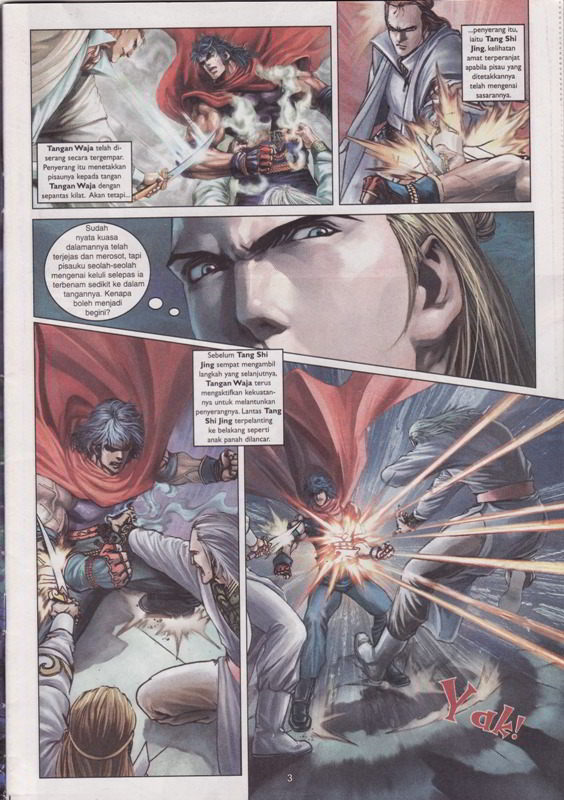 Tangan Waja telah di-
serang secara tergempar.
Penyerang itu menetakkan
pisaunya kepada tangan
Tangan Waja dengan
sepantas kilat. Akan tetapi...
...penyerang itu,
iaitu Tang Shi
Jing, kelihatan
amat terperanjat
apabila pisau yang
ditetakkannya
telah mengenai
sasarannya.
Sudah
nyata kuasa
dalamannya telah
terjejas dan merosot, tapi
pisauku seolah-seolah
mengenai keluli selepas ia
terbenam sedikit ke dalam
tangannya. Kenapa
boleh menjadi
begini?
Sebelum Tang Shi
Jing sempat mengambil
langkah yang selanjutnya,
Tangan Waja terus
mengaktifkan kekuatan-
nya untuk melantunkan
penyerangnya. Lantas Tang
Shi Jing terpelanting
ke belakang seperti
anak panah dilancar.
Yak!
3